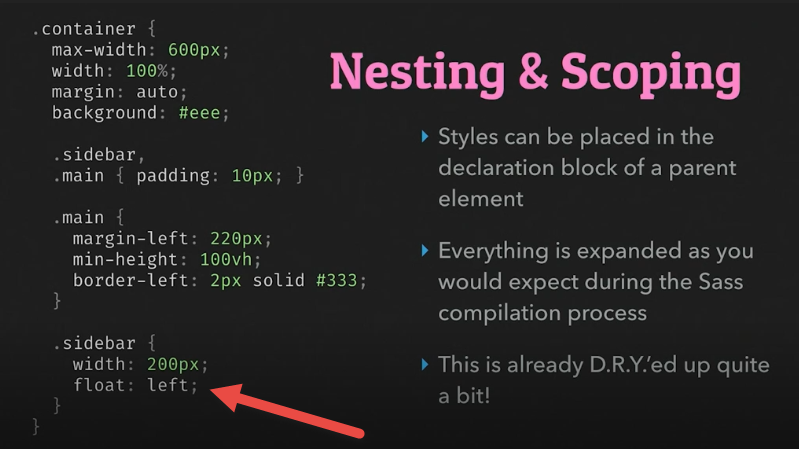 .container {
max-width: 600px;
width: 100%;
margin: auto;
background: #eee;
.sidebar,
.main { padding: 10px; }
.main {
margin-left: 220px;
min-height: 100vh;
border-left: 2px solid #333;
}
.sidebar {
width: 200px;
float: left;
}
}
Nesting & Scoping
Styles can be placed in the
declaration block of a parent
element
Everything is expanded as you
would expect during the Sass
compilation process
This is already D.R.Y.’ed up quite
a bit!